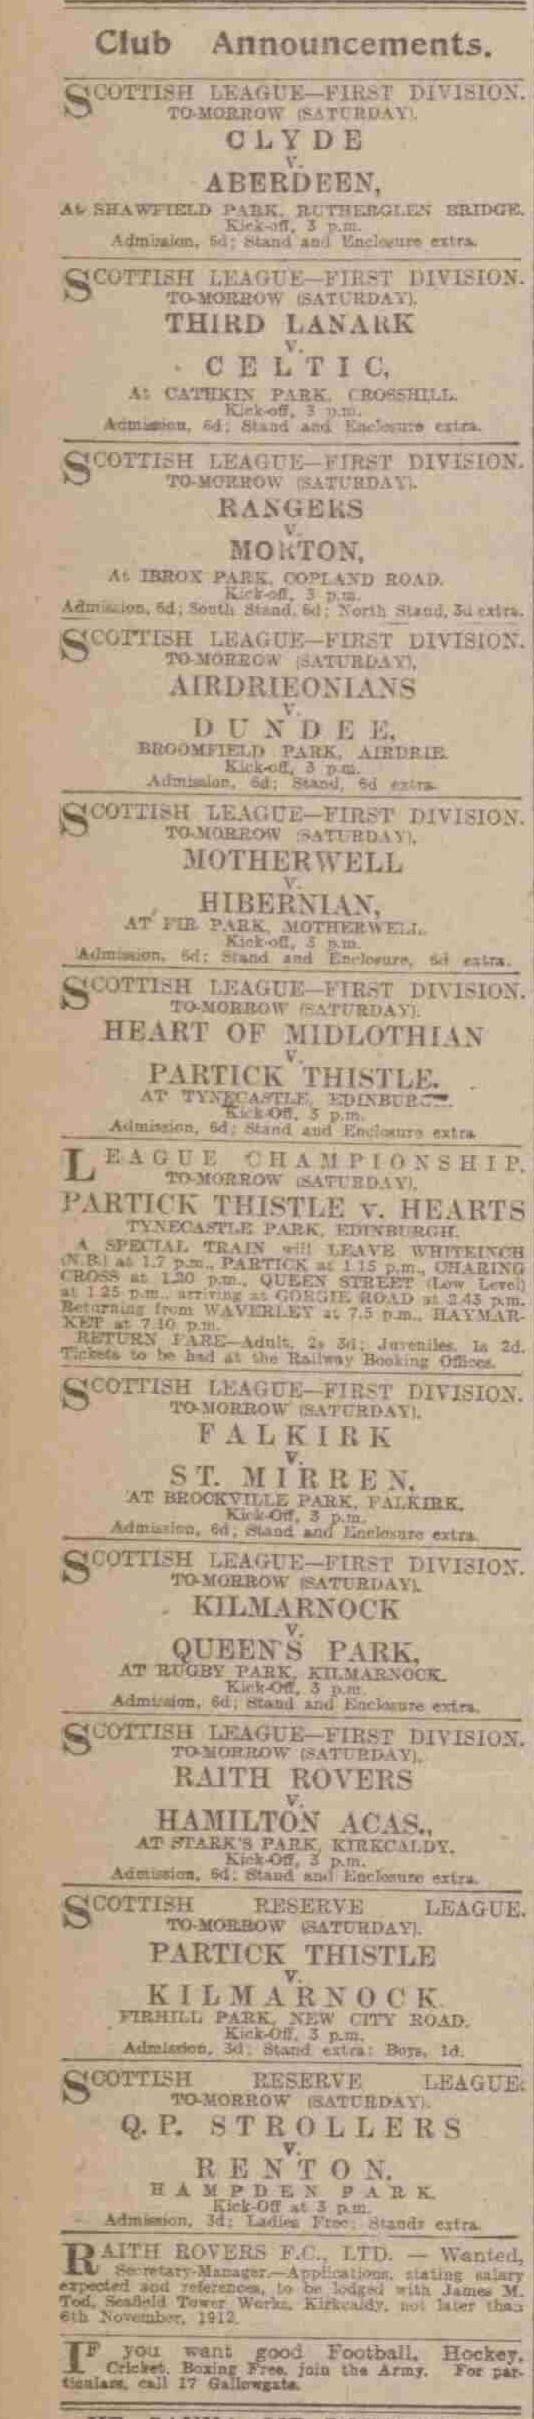 Club Announcements.
SCOTTISH LEAGUE—FIRST DIVISION.
TO-MORROW (SATURDAY).
CLYDE
v.
ABERDEEN,
At SHAWFIELD PARK, RUTHERGLEN BRIDGE.
Kick-off, 3 p.m.
Admission, 6d; Stand and Enclosure extra.
SCOTTISH LEAGUE—FIRST DIVISION.
TO-MORROW (SATURDAY).
THIRD LANARK
v.
CELTIC,
At CATHKIN PARK, CROSSHILL.
Kick-off, 3 p.m.
Admission, 6d; Stand and Enclosure extra.
SCOTTISH LEAGUE—FIRST DIVISION.
TO-MORROW (SATURDAY).
RANGERS
v.
MORTON,
At IBROX PARK, COPLAND ROAD.
Kick-off, 3 p.m.
Admission, 6d; South Stand, 6d; North Stand, 3d extra.
SCOTTISH LEAGUE—FIRST DIVISION.
TO-MORROW (SATURDAY).
AIRDRIEONIANS
v.
DUNDEE,
BROOMFIELD PARK, AIRDRIE.
Kick-off, 3 p.m.
Admission, 6d; Stand, 6d extra.
SCOTTISH LEAGUE—FIRST DIVISION.
TO-MORROW (SATURDAY).
MOTHERWELL
v.
HIBERNIAN,
AT FIR PARK, MOTHERWELL.
Kick-off, 3 p.m.
Admission, 6d; Stand and Enclosure, 6d extra.
SCOTTISH LEAGUE—FIRST DIVISION.
TO-MORROW (SATURDAY).
HEART OF MIDLOTHIAN
v.
PARTICK THISTLE.
AT TYNECASTLE, EDINBURGH.
Kick-Off, 3 p.m.
Admission, 6d; Stand and Enclosure extra
LEAGUE CHAMPIONSHIP.
TO-MORROW (SATURDAY).
PARTICK THISTLE v. HEARTS
TYNECASTLE PARK, EDINBURGH.
A SPECIAL TRAIN will LEAVE WHITEINCH
(N.B.) at 1.7 p.m., PARTICK at 1.15 p.m., CHARING
CROSS at 1.20 p.m., QUEEN STREET (Low Level)
at 1.25 p.m., arriving at GORGIE ROAD at 2.43 p.m.
Returning from WAVERLEY at 7.5 p.m., HAYMAR-
KET at 7.10 p.m.
RETURN FARE—Adult, 2s 3d; Juveniles, 1s 2d.
Tickets to be had at the Railway Booking Offices.
SCOTTISH LEAGUE—FIRST DIVISION.
TO-MORROW (SATURDAY).
FALKIRK
v.
ST. MIRREN,
AT BROCKVILLE PARK, FALKIRK.
Kick-Off, 3 p.m.
Admission, 6d; Stand and Enclosure extra.
SCOTTISH LEAGUE—FIRST DIVISION.
TO-MORROW (SATURDAY).
KILMARNOCK
v.
QUEEN'S PARK,
AT RUGBY PARK, KILMARNOCK.
Kick-Off, 3 p.m.
Admission, 6d; Stand and Enclosure extra.
SCOTTISH LEAGUE—FIRST DIVISION.
TO-MORROW (SATURDAY).
RAITH ROVERS
v.
HAMILTON ACAS.,
AT STARK'S PARK, KIRKCALDY.
Kick-Off, 3 p.m.
Admission, 6d; Stand and Enclosure extra.
SCOTTISH RESERVE LEAGUE.
TO-MORROW (SATURDAY).
PARTICK THISTLE
v.
KILMARNOCK
FIRHILL PARK, NEW CITY ROAD.
Kick-Off, 3 p.m.
Admission, 3d; Stand extra; Boys, 1d.
SCOTTISH RESERVE LEAGUE.
TO-MORROW (SATURDAY).
Q.P. STROLLERS
v.
RENTON.
HAMPDEN PARK.
Kick-Off at 3 p.m.
Admission, 3d; Ladies Free; Stands extra.
RAITH ROVERS F.C., LTD. — Wanted,
Secretary-Manager.—Applications, stating salary
expected and references, to be lodged with James M.
Tod, Seafield Tower Works, Kirkcaldy, not later than
6th November, 1912.
IF you want good Football, Hockey,
Cricket, Boxing Free, join the Army. For par-
ticulars, call 17 Gallowgate.